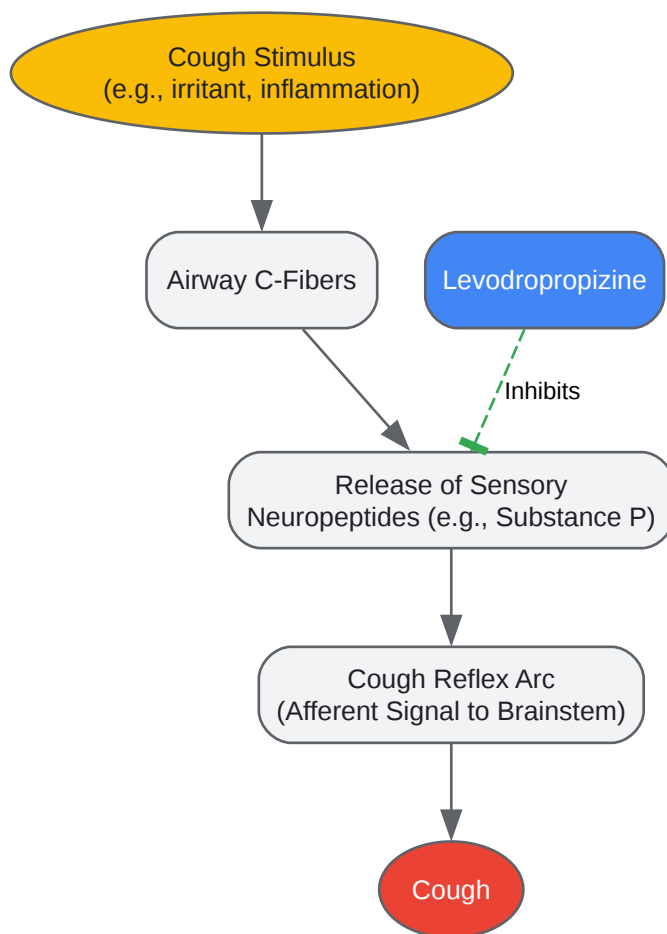 Cough Stimulus
(e.g., irritant, inflammation)
Airway C-Fibers
Levodropropizine
Inhibits
Release of Sensory
Neuropeptides (e.g., Substance P)
Cough Reflex Arc
(Afferent Signal to Brainstem)
Cough